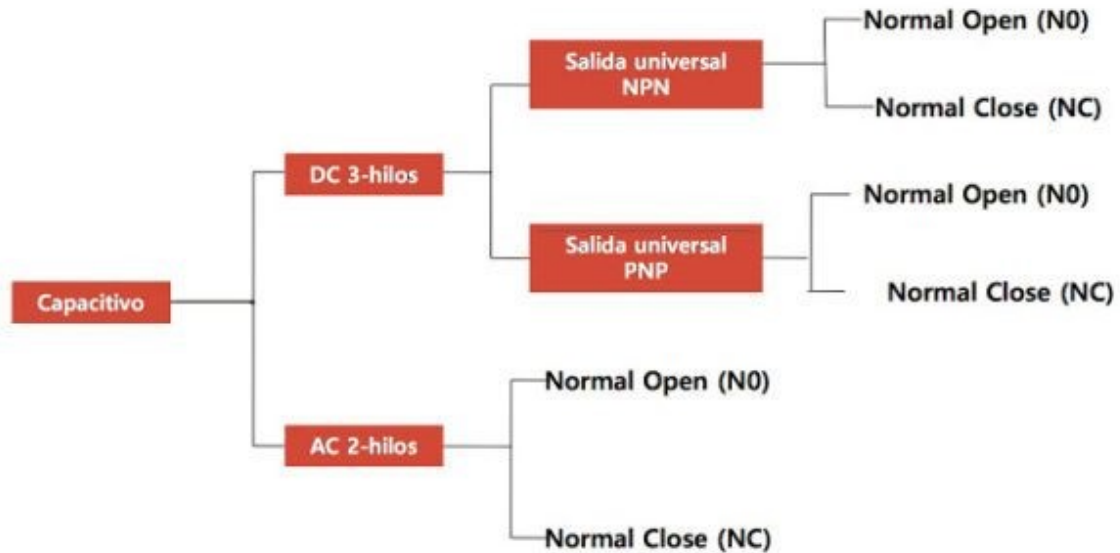 Normal Open (N0)
Salida universal
NPN
Normal Close (NC)
DC 3-hilos
Normal Open (N0)
Salida universal
PNP
Normal Close (NC)
Capacitivo
Normal Open (N0)
AC 2-hilos
Normal Close (NC)